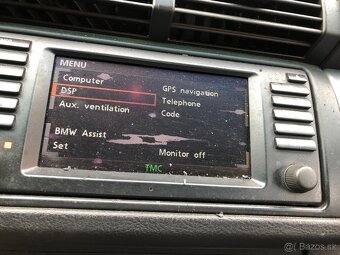 MENU
Computer
GPS navigation
DSP
Telephone
Aux. ventilation
Code
BMW Assist
Set
Monitor off
TMC
© Bazos.sk